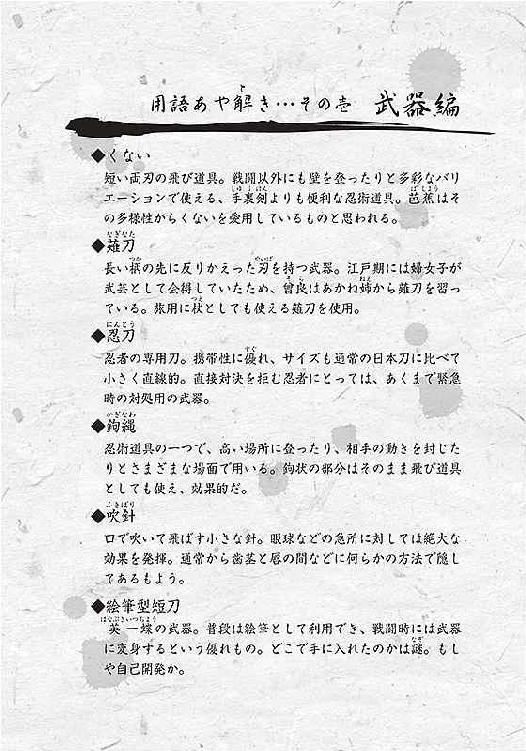 用語あや解き…その壱　武器編
◆くない
短い両刃の飛び道具。戦闘以外にも壁を登ったりと多彩なバリ
エーションで使える、手裏剣よりも便利な忍術道具。芭蕉はそ
の多様性からくないを愛用しているものと思われる。
◆薙刀
長い柄の先に反りかえった刃を持つ武器。江戸期には婦女子が
武芸として会得していたため、曾良はあかね姉から薙刀を習っ
ている。旅用に杖としても使える薙刀を使用。
◆忍刀
忍者の専用刀。携帯性に優れ、サイズも通常の日本刀に比べて
小さく直線的。直接対決を拒む忍者にとっては、あくまで緊急
時の対処用の武器。
◆鉤縄
忍術道具の一つで、高い場所に登ったり、相手の動きを封じた
りとさまざまな場面で用いる。鉤状の部分はそのまま飛び道具
としても使え、効果的だ。
◆吹針
口で吹いて飛ばす小さな針。眼球などの急所に対しては絶大な
効果を発揮。通常から歯茎と唇の間などに何らかの方法で隠し
てあるもよう。
◆絵筆型短刀
英一蝶の武器。普段は絵筆として利用でき、戦闘時には武器
に変身するという優れもの。どこで手に入れたのかは謎。もし
や自己開発か。